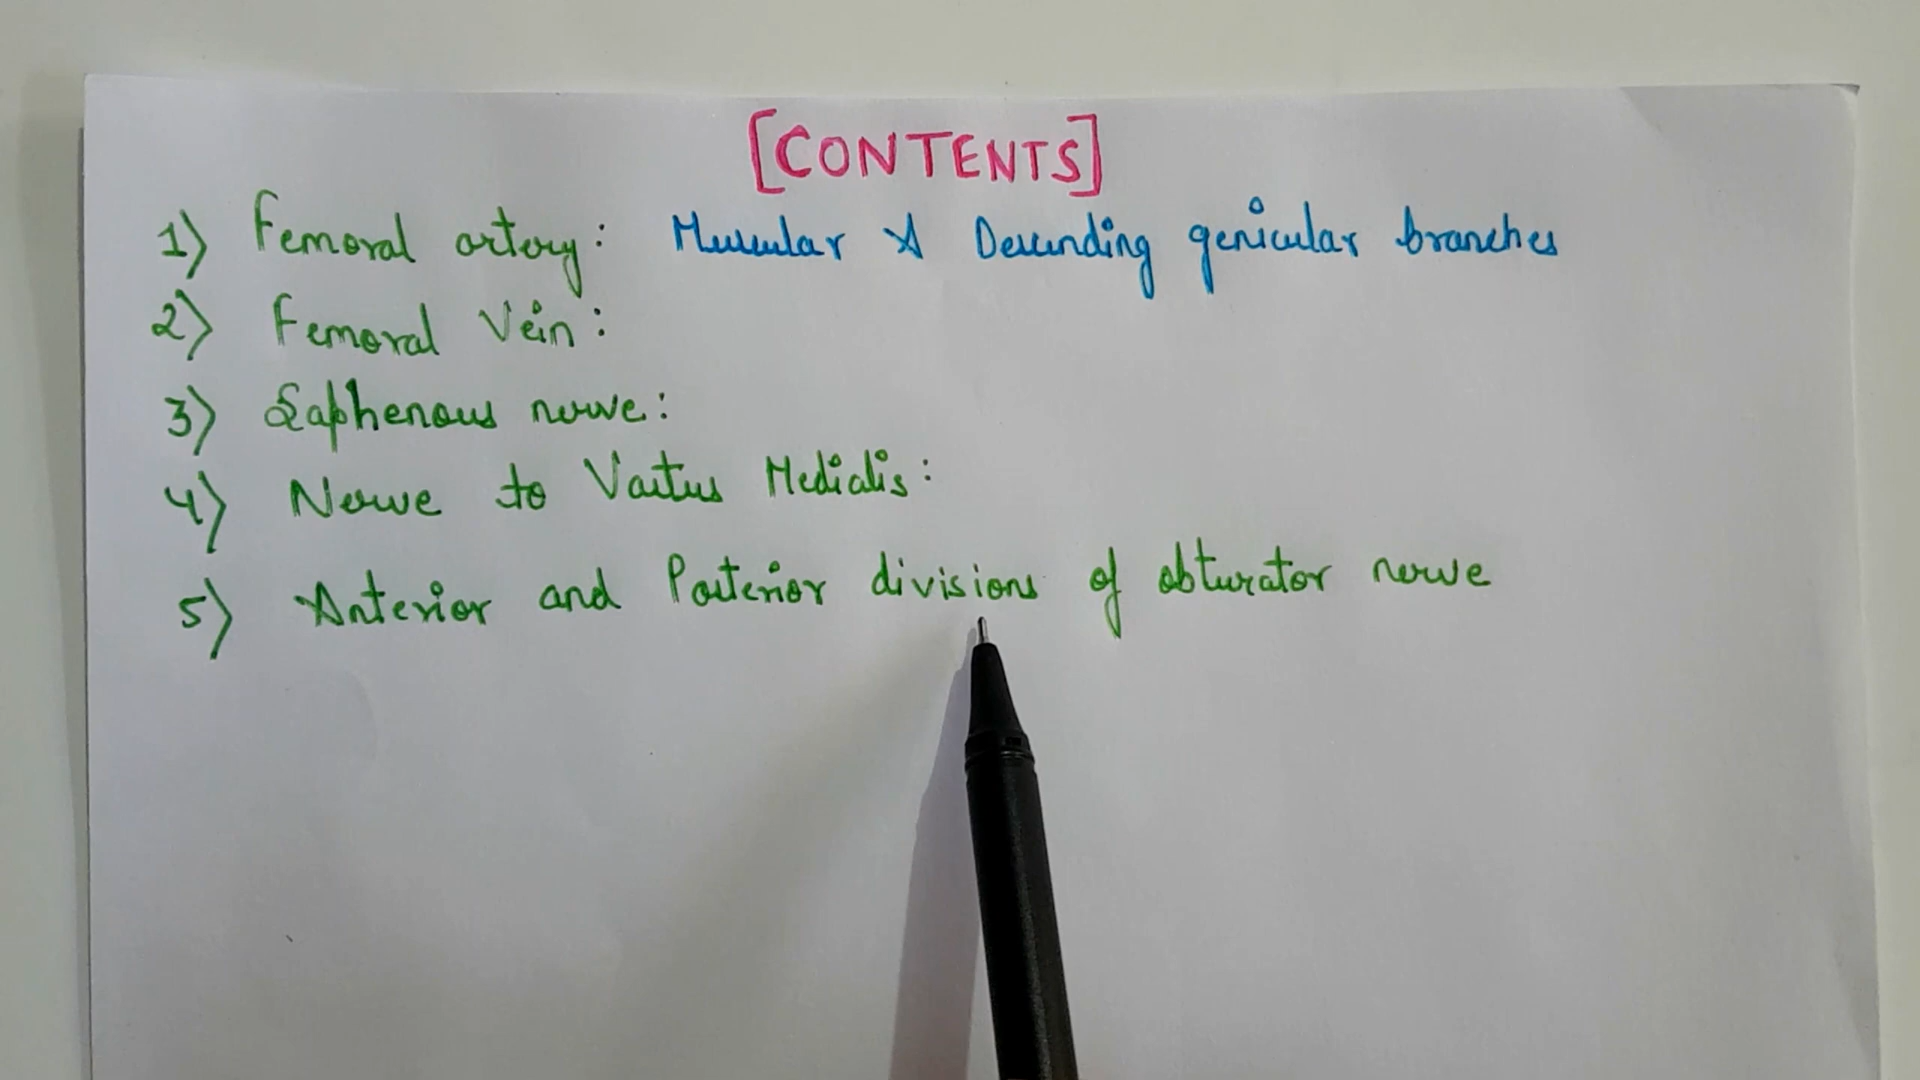 [CONTENTS]
1) Femoral artery: Muscular & Descending genicular branches
2) Femoral Vein:
3) Saphenous nerve:
4) Nerve to Vastus Medialis:
5) Anterior and Posterior divisions of obturator nerve